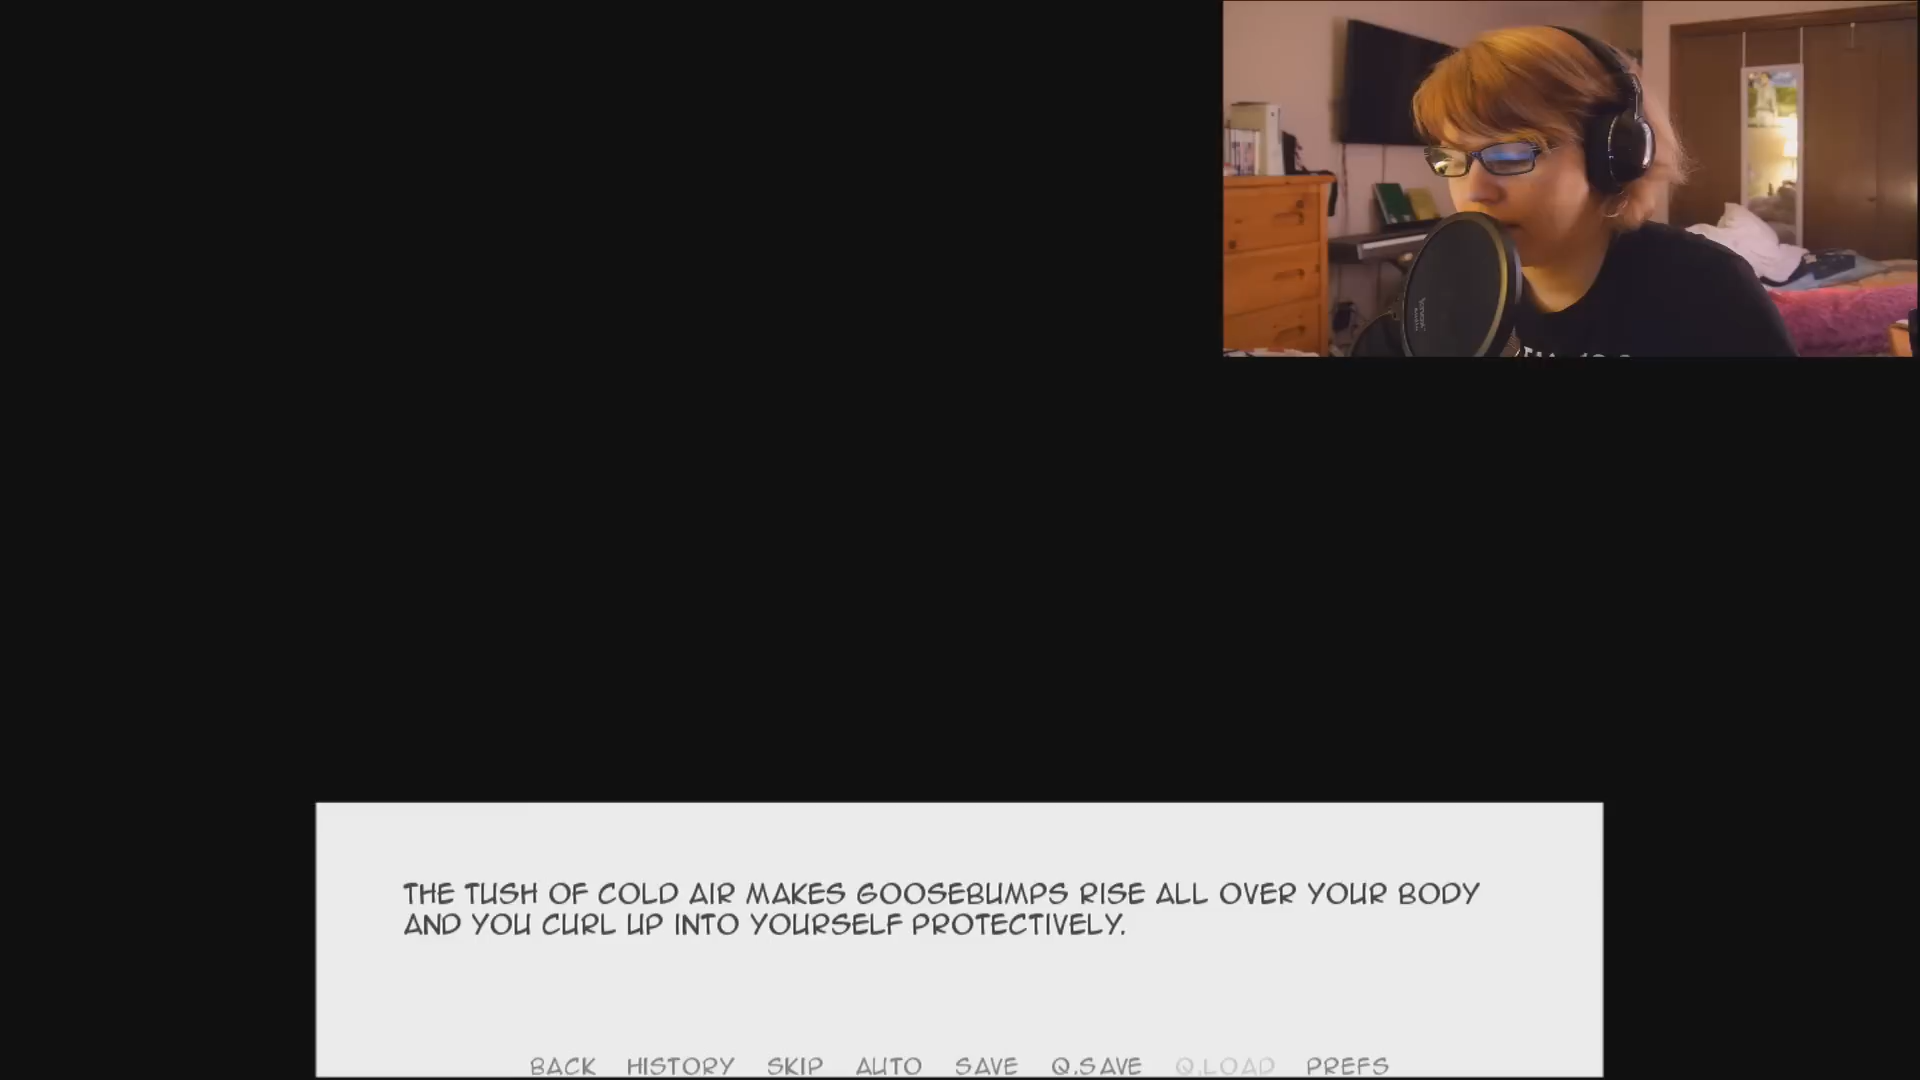 THE TUSH OF COLD AIR MAKES GOOSEBUMPS RISE ALL OVER YOUR BODY
AND YOU CURL UP INTO YOURSELF PROTECTIVELY.
BACK HISTORY SKIP AUTO SAVE Q.SAVE Q.LOAD PREFS